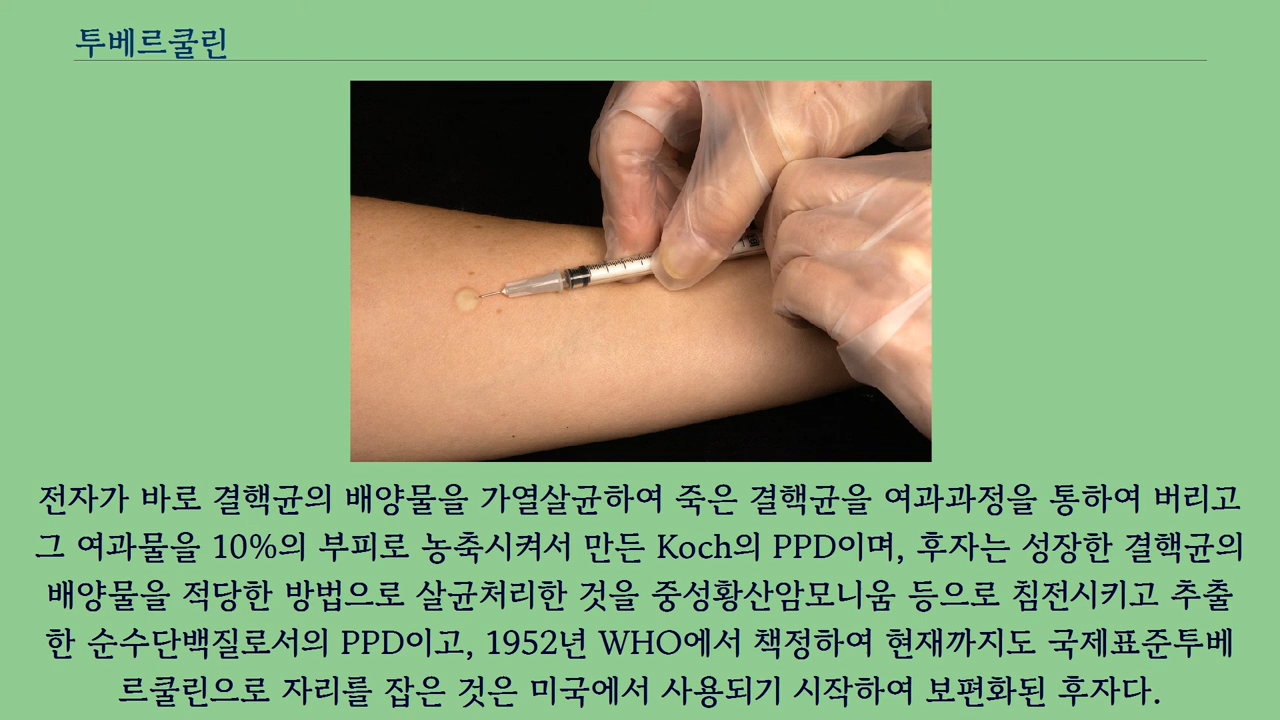 투베르쿨린
전자가 바로 결핵균의 배양물을 가열살균하여 죽은 결핵균을 여과과정을 통하여 버리고
그 여과물을 10%의 부피로 농축시켜서 만든 Koch의 PPD이며, 후자는 성장한 결핵균의
배양물을 적당한 방법으로 살균처리한 것을 중성황산암모니움 등으로 침전시키고 추출
한 순수단백질로서의 PPD이고, 1952년 WHO에서 책정하여 현재까지도 국제표준투베
르쿨린으로 자리를 잡은 것은 미국에서 사용되기 시작하여 보편화된 후자다.